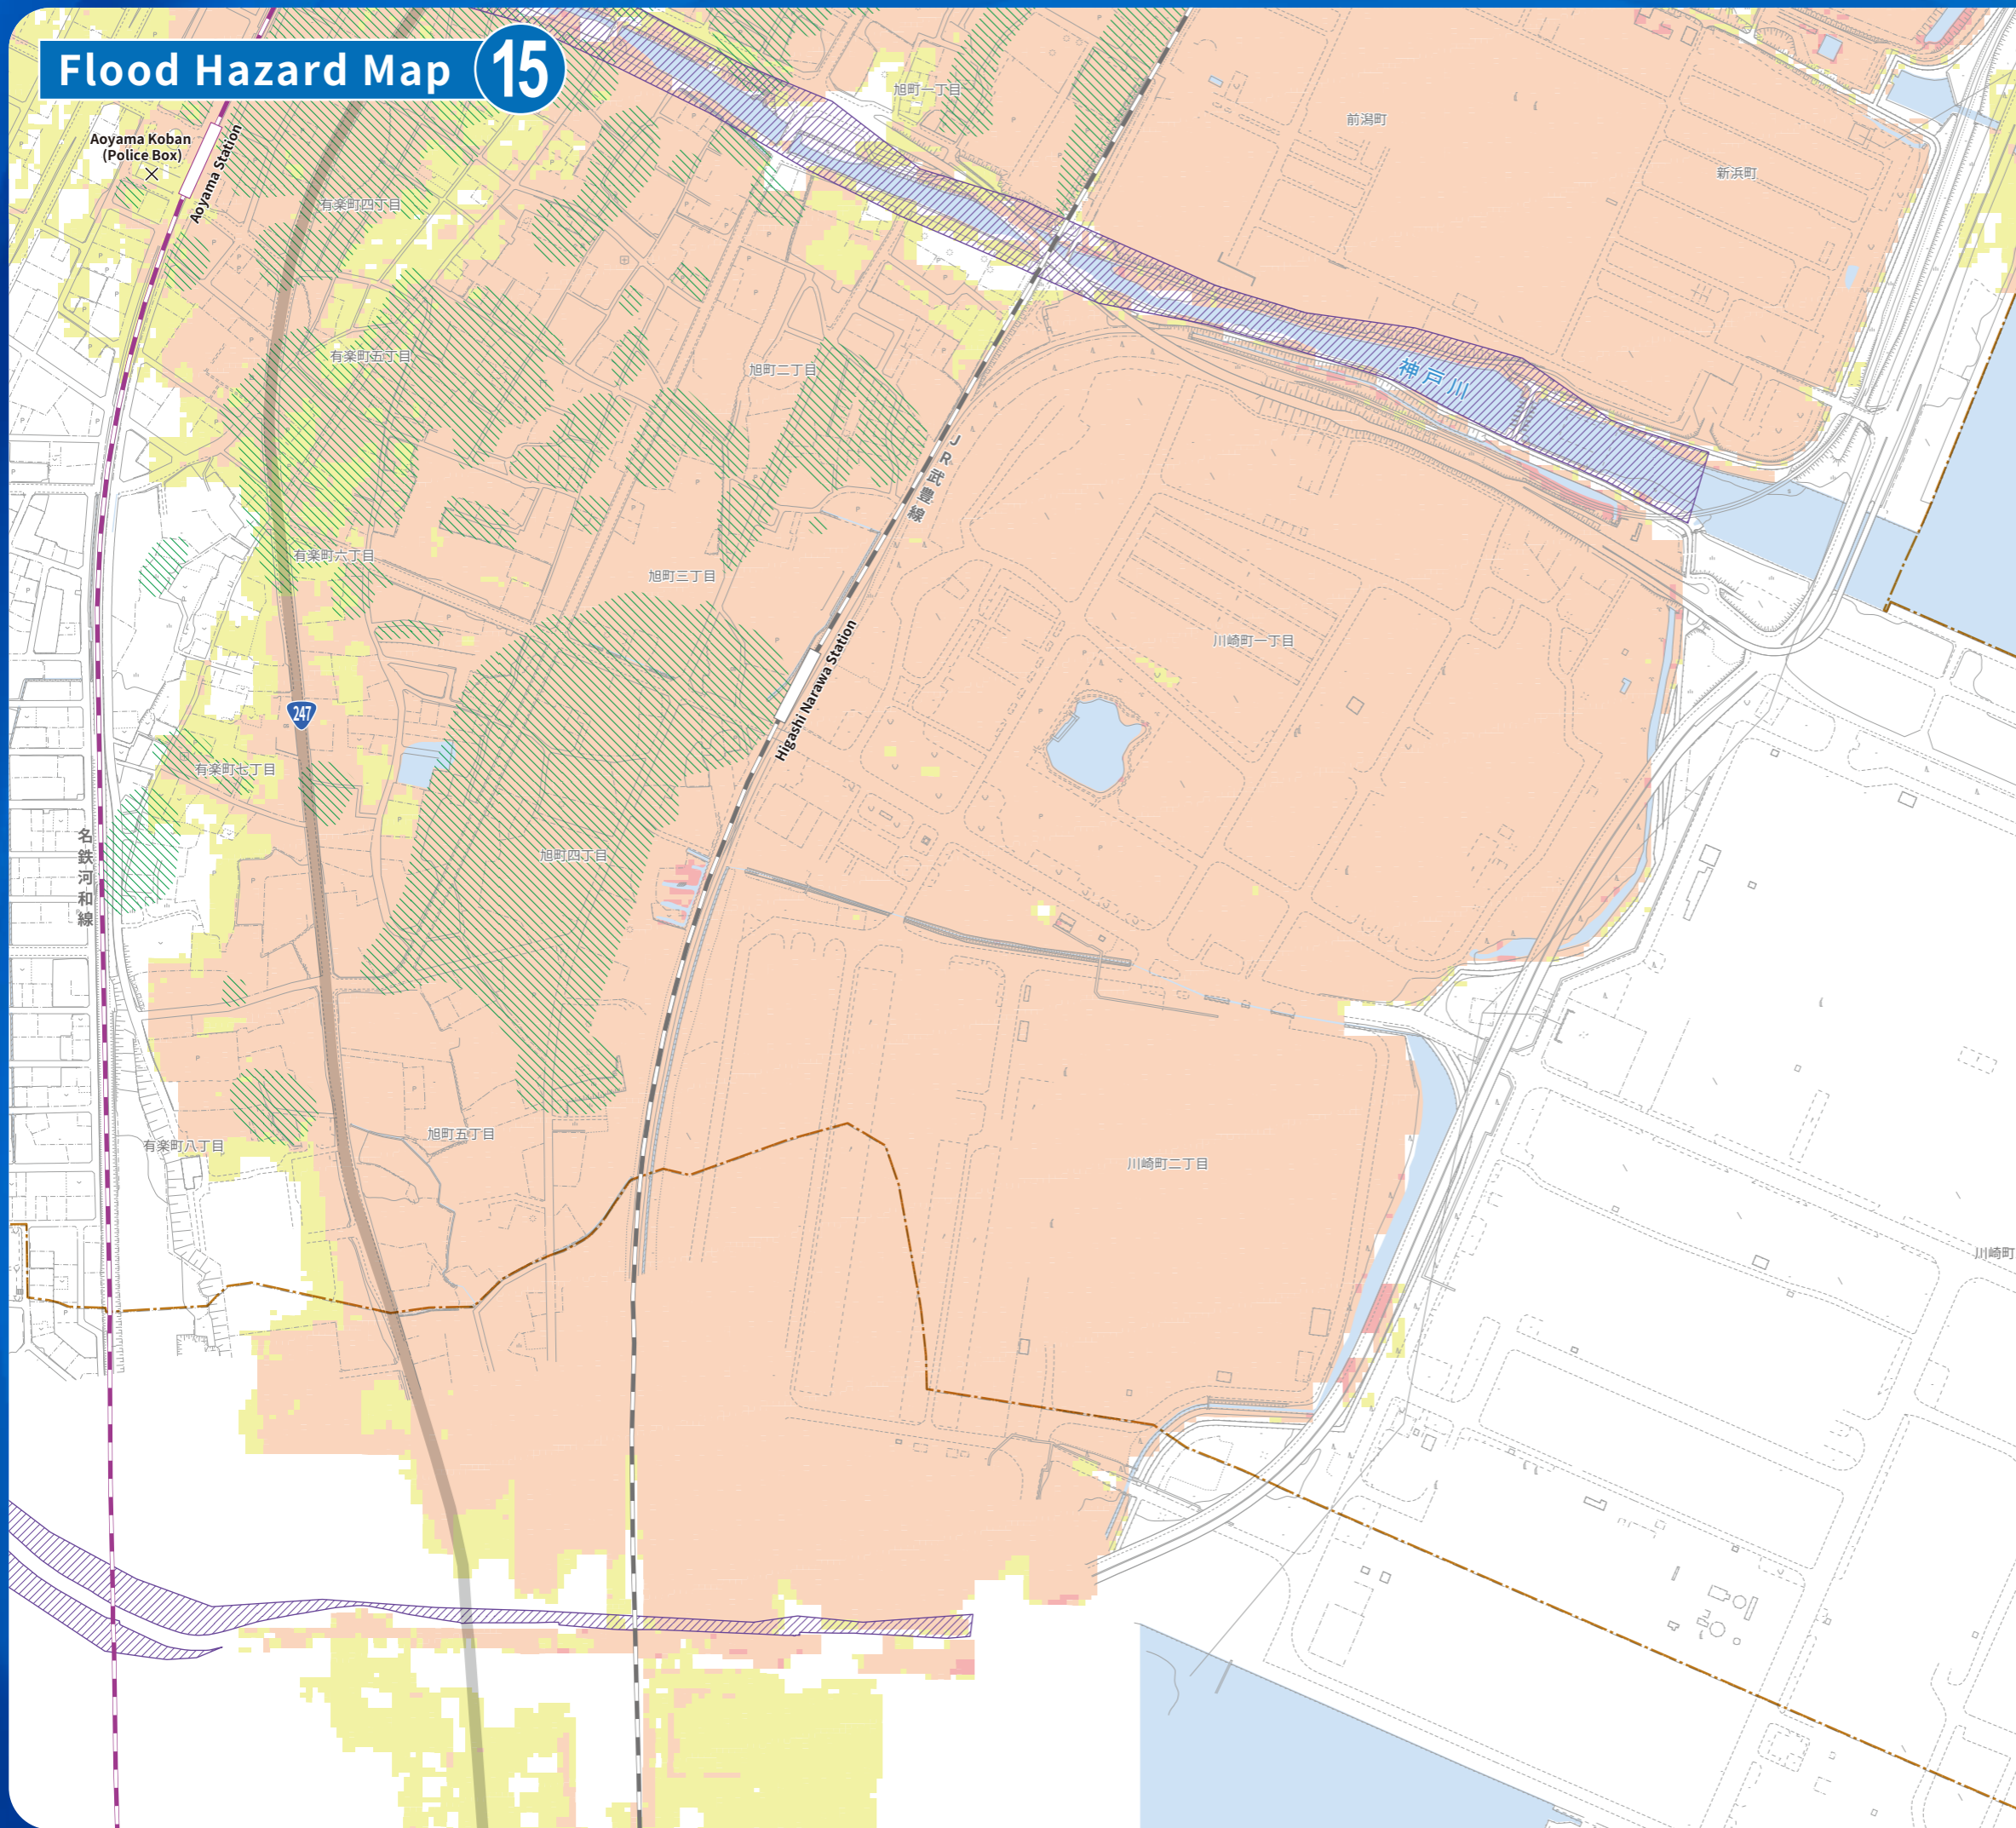 Flood Hazard Map 15
Aoyama Koban
(Police Box)
Aoyama Station
旭町一丁目
前潟町
新浜町
有楽町四丁目
有楽町五丁目
旭町二丁目
神戸川
JR武豊線
有楽町六丁目
旭町三丁目
川崎町一丁目
Higashi Narawa Station
247
有楽町七丁目
名鉄河和線
旭町四丁目
旭町五丁目
有楽町八丁目
川崎町二丁目
川崎町